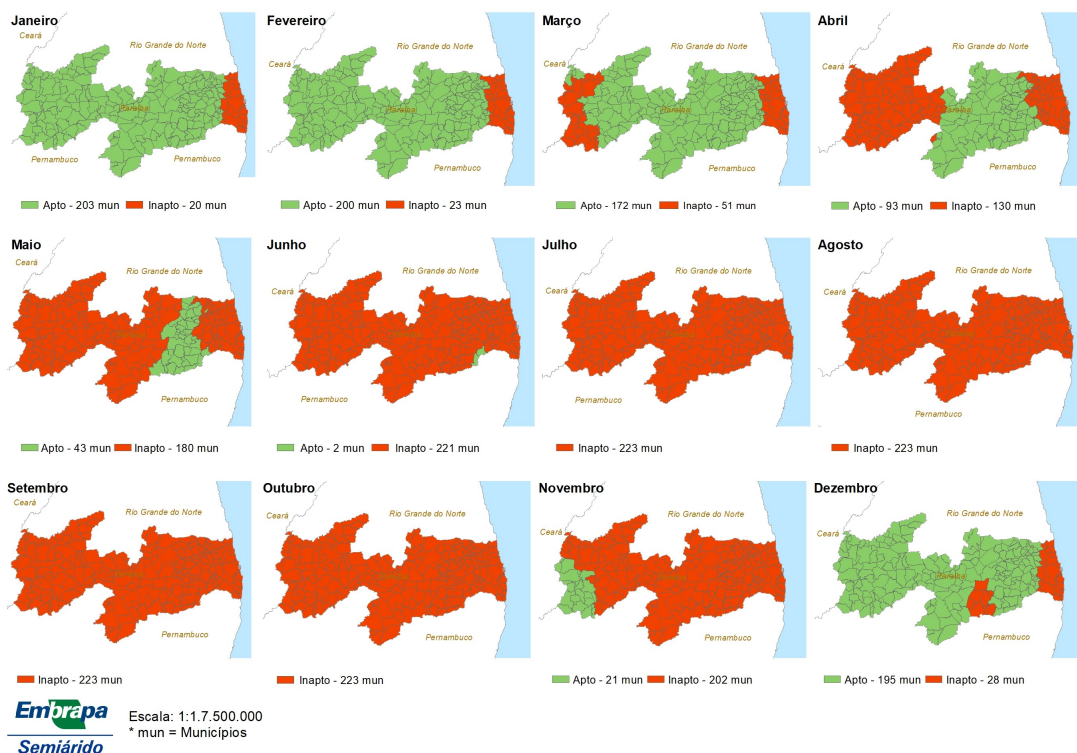 Janeiro
Ceará
Rio Grande do Norte
Paraíba
Pernambuco
Pernambuco
Apto - 203 mun
Inapto - 20 mun
Fevereiro
Ceará
Rio Grande do Norte
Paraíba
Pernambuco
Apto - 200 mun
Inapto - 23 mun
Março
Ceará
Rio Grande do Norte
Paraíba
Pernambuco
Apto - 172 mun
Inapto - 51 mun
Abril
Ceará
Rio Grande do Norte
Paraíba
Pernambuco
Apto - 93 mun
Inapto - 130 mun
Maio
Ceará
Rio Grande do Norte
Pernambuco
Apto - 43 mun
Inapto - 180 mun
Junho
Ceará
Rio Grande do Norte
Pernambuco
Apto - 2 mun
Inapto - 221 mun
Julho
Ceará
Rio Grande do Norte
Pernambuco
Inapto - 223 mun
Agosto
Ceará
Rio Grande do Norte
Pernambuco
Inapto - 223 mun
Setembro
Ceará
Rio Grande do Norte
Pernambuco
Inapto - 223 mun
Outubro
Ceará
Rio Grande do Norte
Pernambuco
Inapto - 223 mun
Novembro
Ceará
Rio Grande do Norte
Pernambuco
Apto - 21 mun
Inapto - 202 mun
Dezembro
Ceará
Rio Grande do Norte
Paraíba
Pernambuco
Apto - 195 mun
Inapto - 28 mun
Embrapa
Semiárido
Escala: 1:1.7.500.000
* mun = Municípios